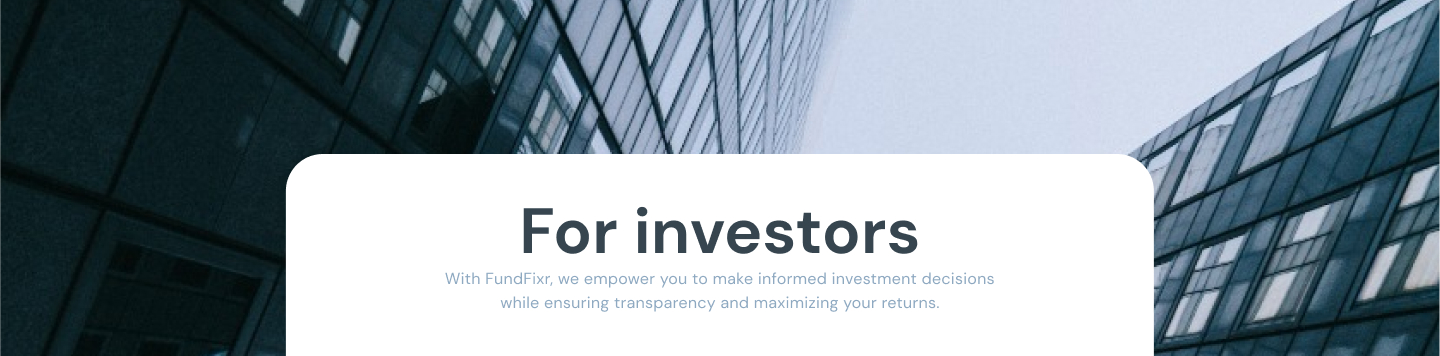 For investors
With FundFixr, we empower you to make informed investment decisions
while ensuring transparency and maximizing your returns.